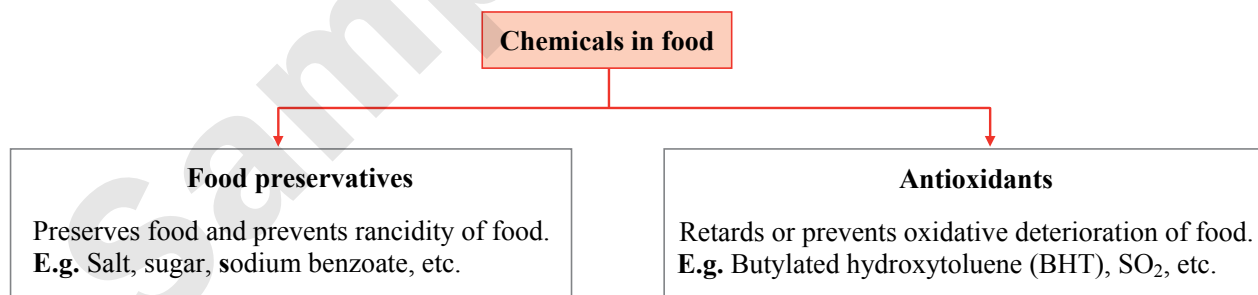 Chemicals in food
Food preservatives
Preserves food and prevents rancidity of food.
E.g. Salt, sugar, sodium benzoate, etc.
Antioxidants
Retards or prevents oxidative deterioration of food.
E.g. Butylated hydroxytoluene (BHT), SO₂, etc.
Samp